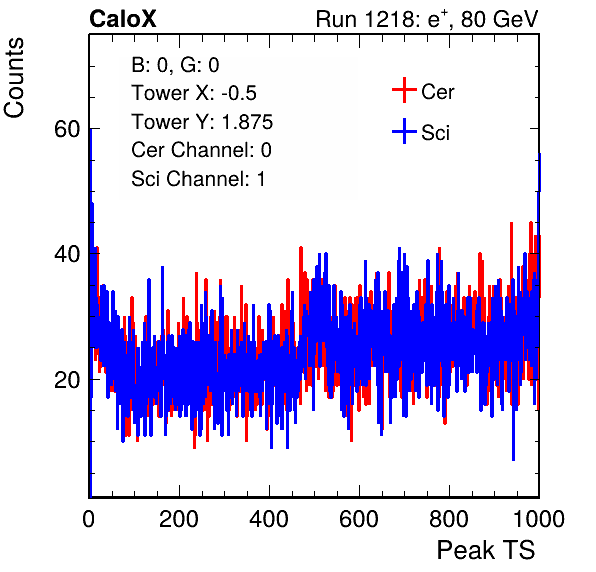 CaloX Run 1218: e⁺, 80 GeV
Counts
B: 0, G: 0
Tower X: -0.5
Tower Y: 1.875
Cer Channel: 0
Sci Channel: 1
Cer
Sci
60
40
20
0 200 400 600 800 1000
Peak TS